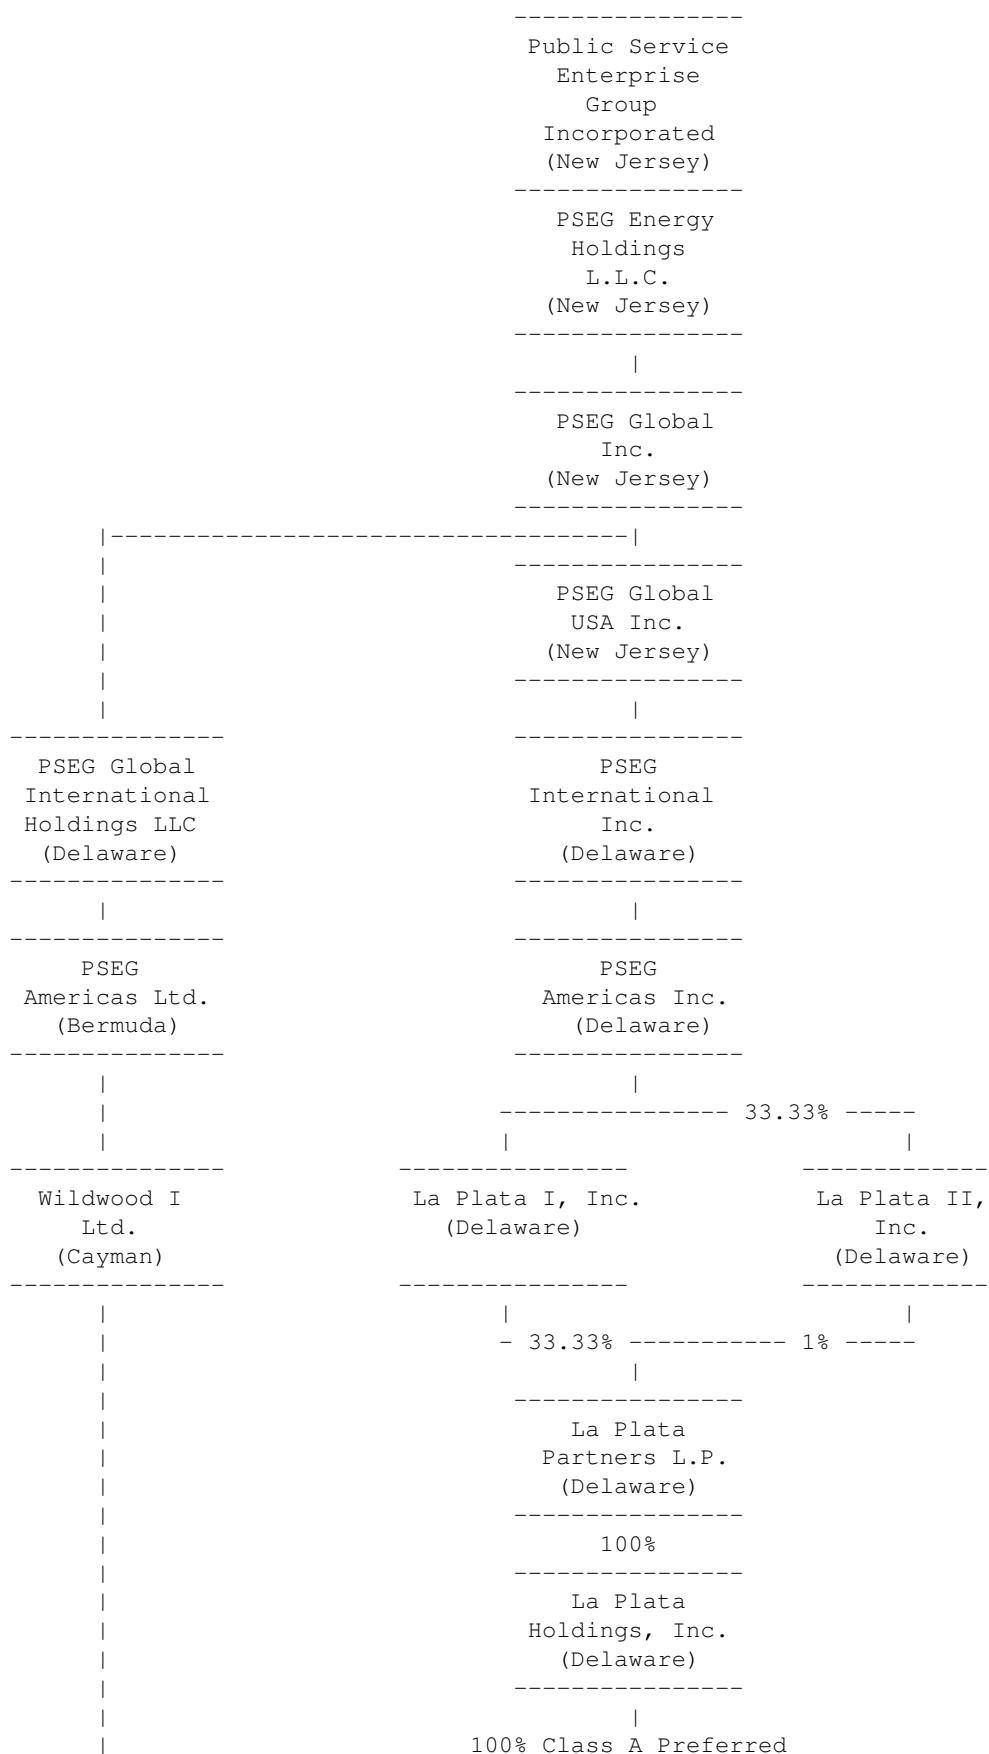 ----------------
Public Service
Enterprise
Group
Incorporated
(New Jersey)
----------------
PSEG Energy
Holdings
L.L.C.
(New Jersey)
----------------
|
----------------
PSEG Global
Inc.
(New Jersey)
----------------
|------------------------------------|
| ----------------
| PSEG Global
| USA Inc.
| (New Jersey)
| ----------------
| |
--------------- ----------------
PSEG Global PSEG
International International
Holdings LLC Inc.
(Delaware) (Delaware)
--------------- ----------------
| |
--------------- ----------------
PSEG PSEG
Americas Ltd. Americas Inc.
(Bermuda) (Delaware)
--------------- ----------------
| |
| ---------------- 33.33% -----
| | |
--------------- ---------------- -------------
Wildwood I La Plata I, Inc. La Plata II,
Ltd. (Delaware) Inc.
(Cayman) (Delaware)
--------------- ---------------- -------------
| | |
| - 33.33% ----------- 1% -----
| |
| ----------------
| La Plata
| Partners L.P.
| (Delaware)
| ----------------
| 100%
| ----------------
| La Plata
| Holdings, Inc.
| (Delaware)
| ----------------
| |
| 100% Class A Preferred